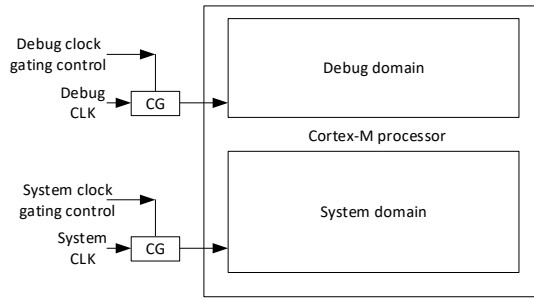 Debug clock
gating control
Debug
CLK
CG
Debug domain
Cortex-M processor
System clock
gating control
System
CLK
CG
System domain